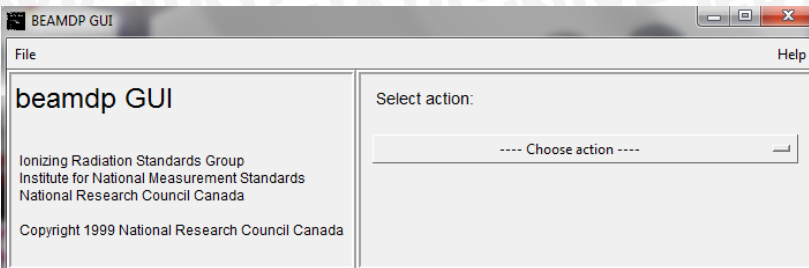 BEAMDP GUI
File
Help
beamdp GUI
Ionizing Radiation Standards Group
Institute for National Measurement Standards
National Research Council Canada
Copyright 1999 National Research Council Canada
Select action:
---- Choose action ----